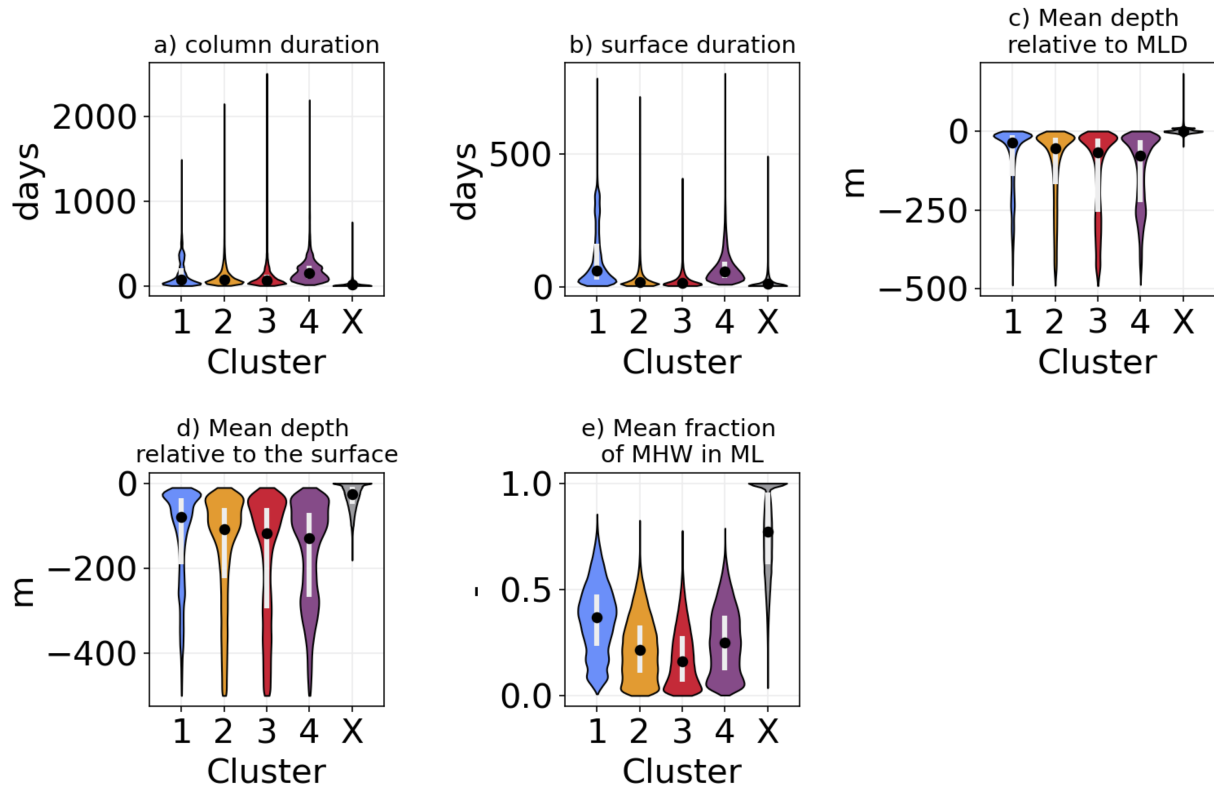 a) column duration
days
2000
1000
0
1 2 3 4 X
Cluster
b) surface duration
days
500
0
1 2 3 4 X
Cluster
c) Mean depth
relative to MLD
m
0
−250
−500
1 2 3 4 X
Cluster
d) Mean depth
relative to the surface
m
0
−200
−400
1 2 3 4 X
Cluster
e) Mean fraction
of MHW in ML
-
1.0
0.5
0.0
1 2 3 4 X
Cluster